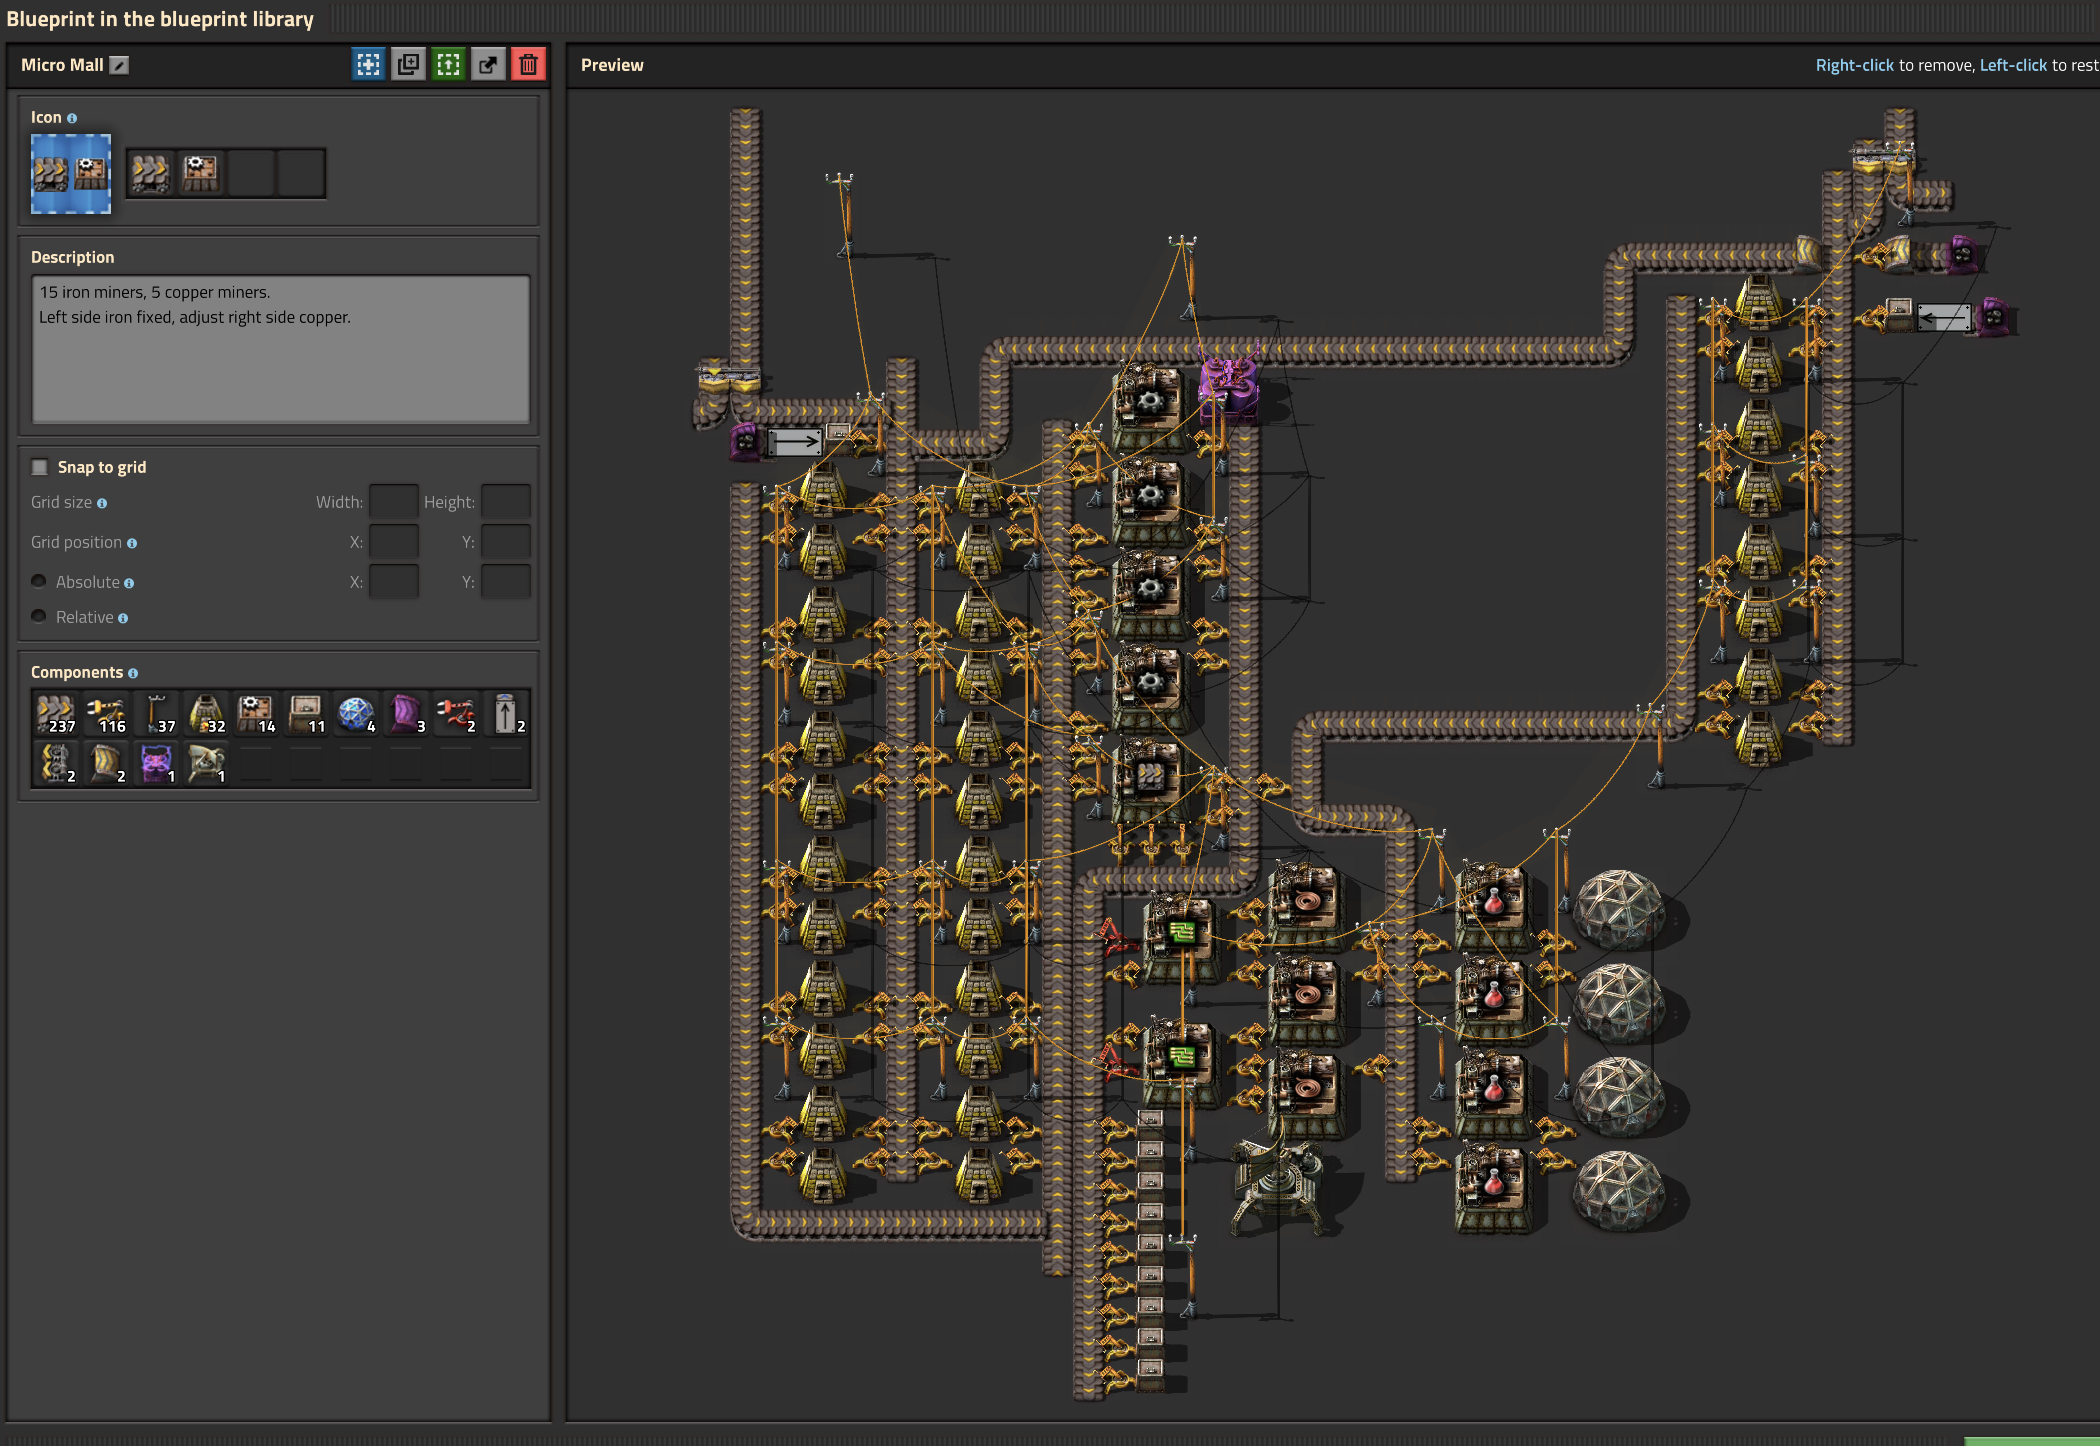 Blueprint in the blueprint library
Micro Mall
Preview
Right-click to remove, Left-click to rest
Icon
Description
15 iron miners, 5 copper miners.
Left side iron fixed, adjust right side copper.
Snap to grid
Grid size Width: Height:
Grid position X: Y:
Absolute X: Y:
Relative
Components
237 116 37 32 14 11 4 3 2 2
2 2 1 1